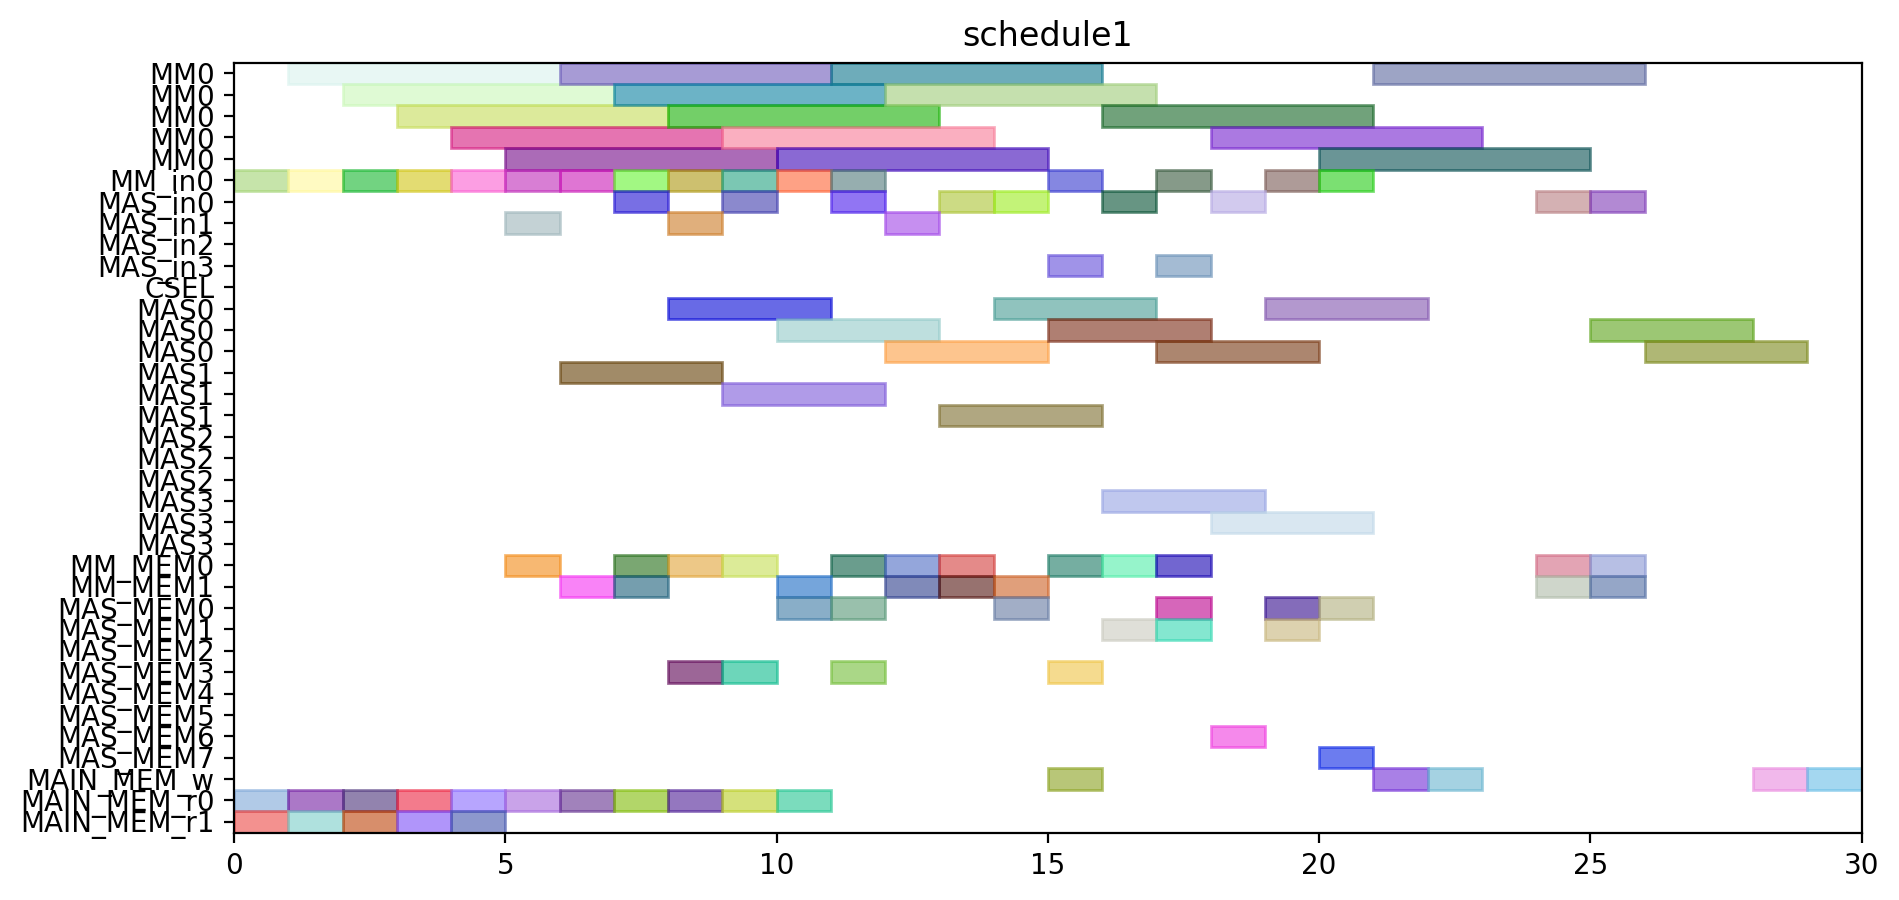 schedule1
MM0
MM0
MM0
MM0
MM0
MM_in0
MAS_in0
MAS_in1
MAS_in2
MAS_in3
CSEL
MAS0
MAS0
MAS0
MAS1
MAS1
MAS1
MAS2
MAS2
MAS2
MAS3
MAS3
MAS3
MM_MEM0
MM_MEM1
MAS_MEM0
MAS_MEM1
MAS_MEM2
MAS_MEM3
MAS_MEM4
MAS_MEM5
MAS_MEM6
MAS_MEM7
MAIN_MEM_w
MAIN_MEM_r0
MAIN_MEM_r1
0 5 10 15 20 25 30